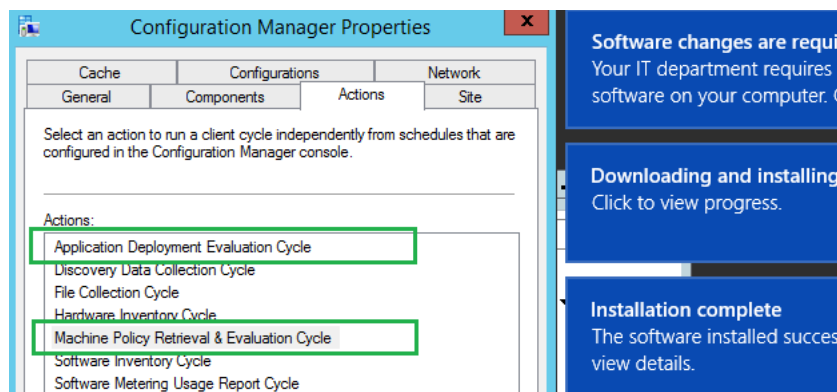 Configuration Manager Properties
x
Cache
Configurations
Network
General
Components
Actions
Site
Select an action to run a client cycle independently from schedules that are
configured in the Configuration Manager console.
Actions:
Application Deployment Evaluation Cycle
Discovery Data Collection Cycle
File Collection Cycle
Hardware Inventory Cycle
Machine Policy Retrieval & Evaluation Cycle
Software Inventory Cycle
Software Metering Usage Report Cycle
Software changes are requi
Your IT department requires
software on your computer.
Downloading and installing
Click to view progress.
Installation complete
The software installed succes
view details.